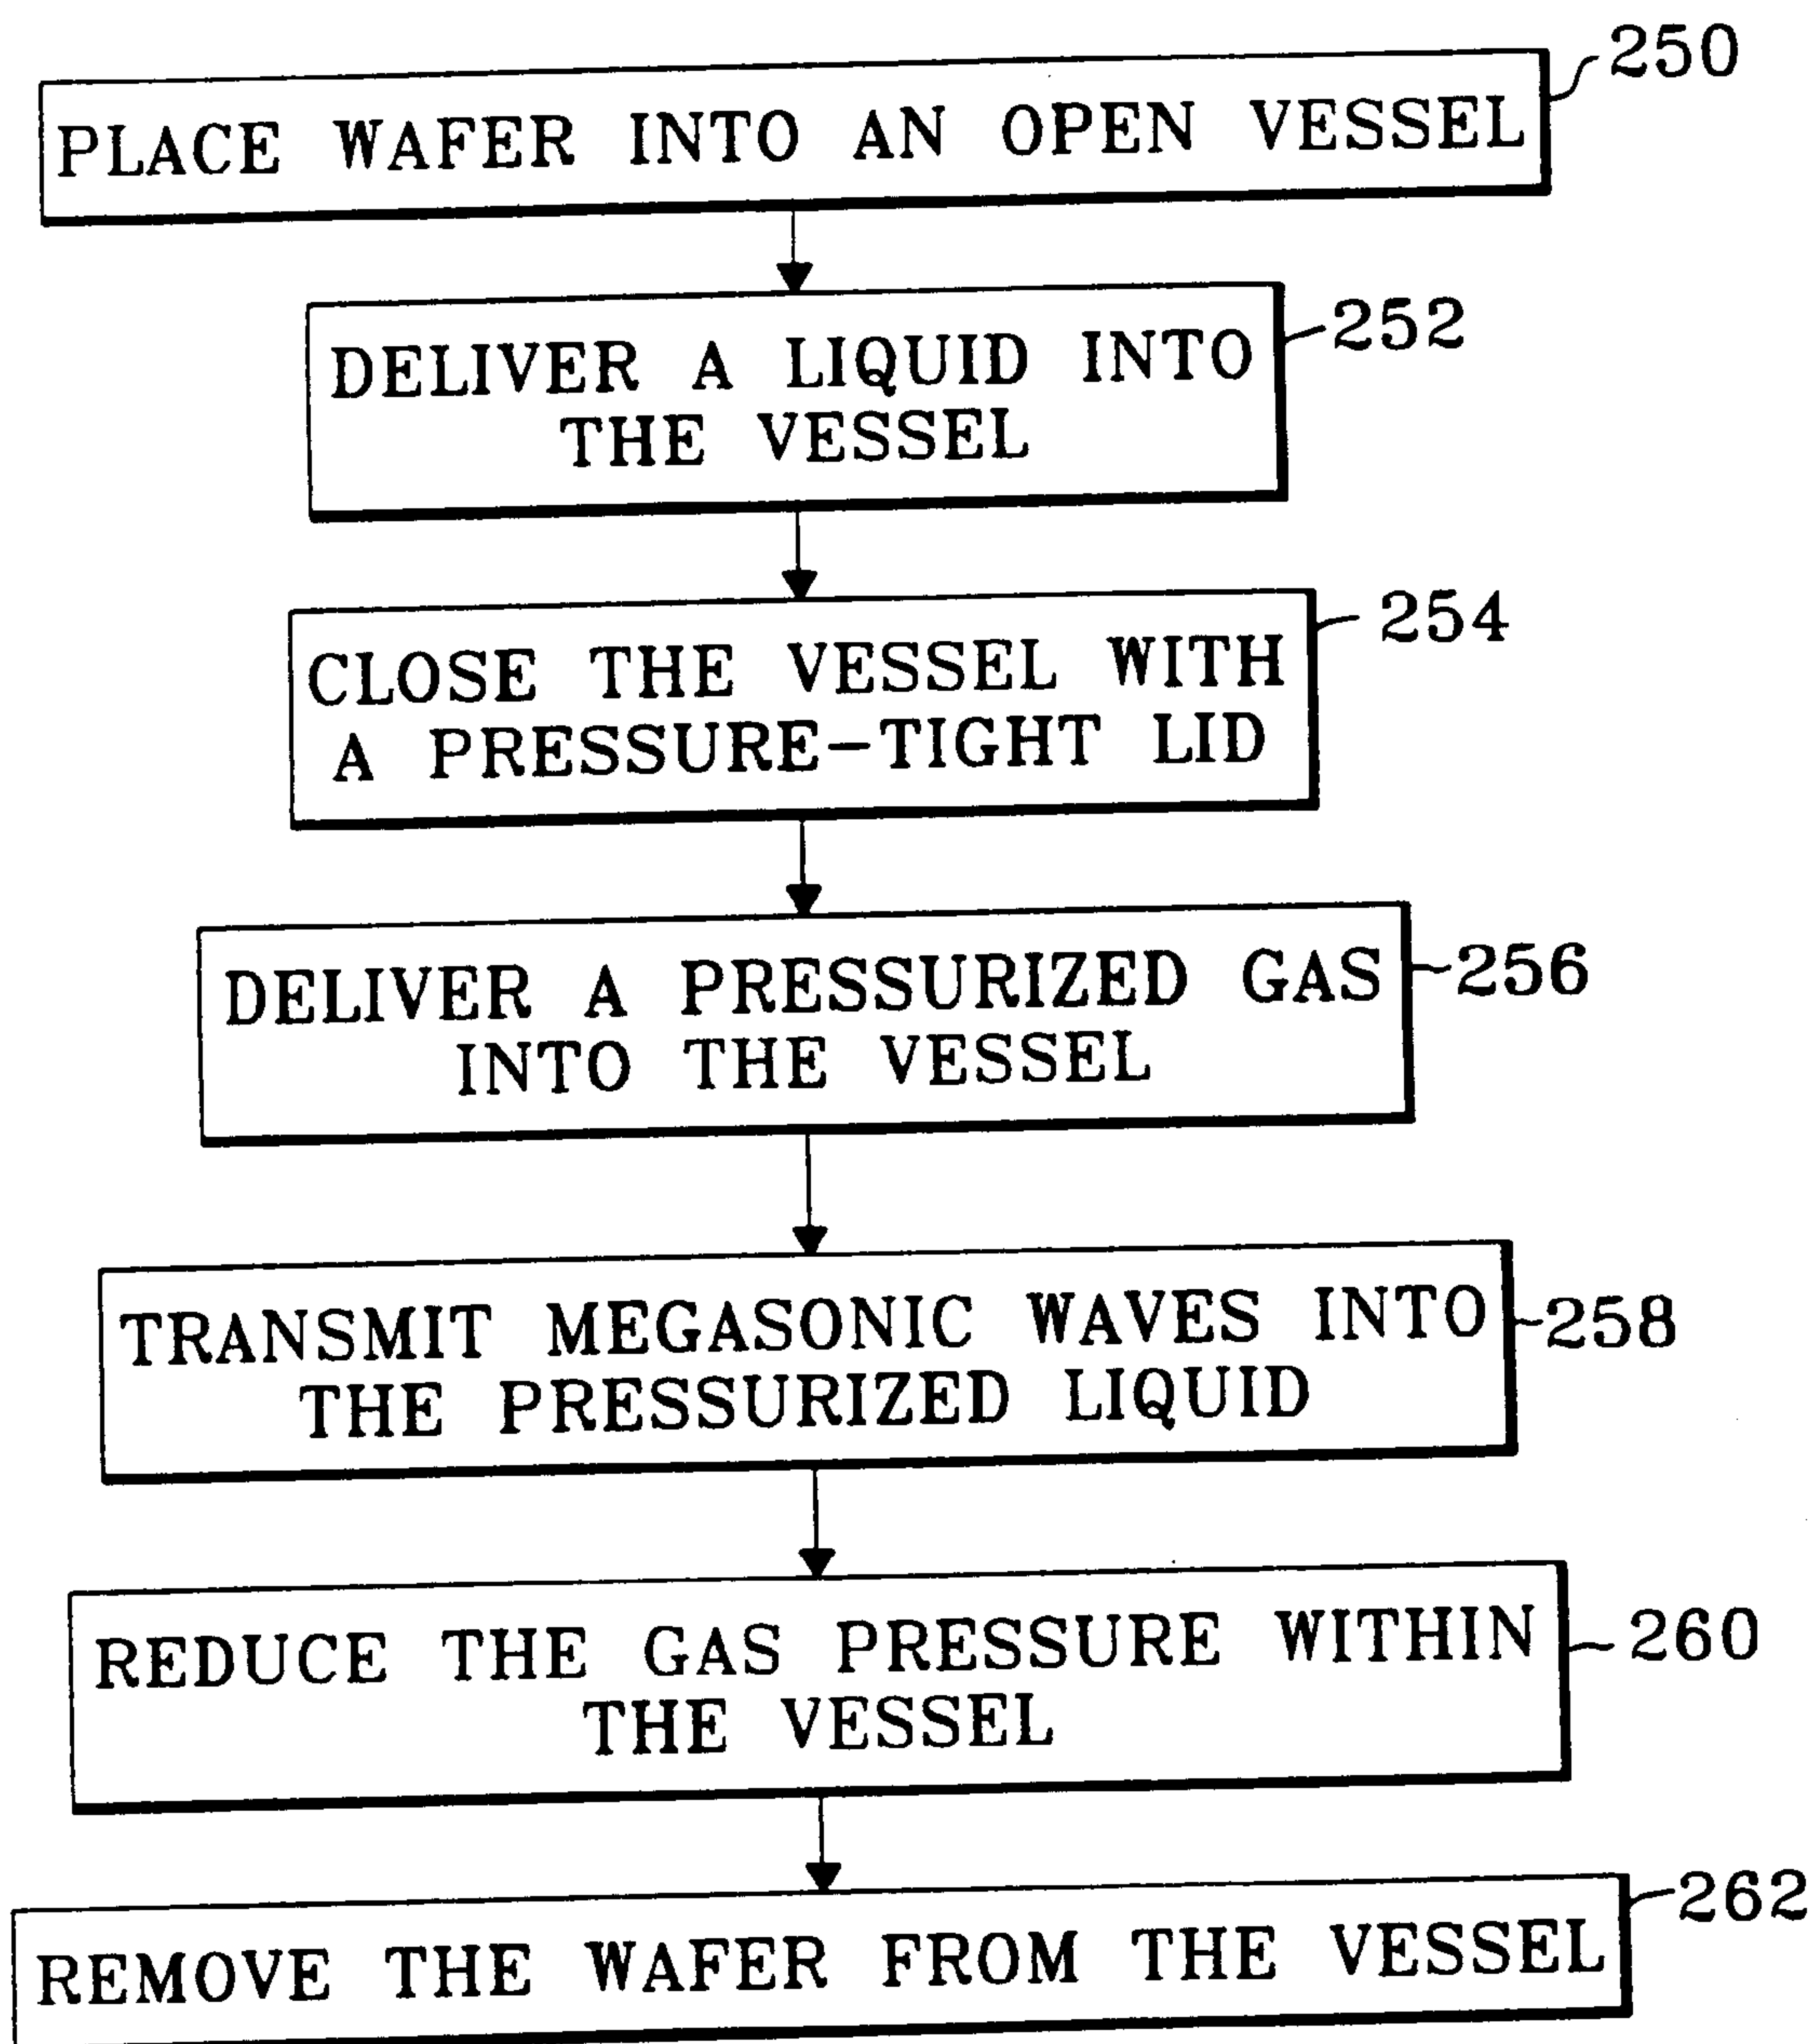 250
PLACE WAFER INTO AN OPEN VESSEL
252
DELIVER A LIQUID INTO
THE VESSEL
254
CLOSE THE VESSEL WITH
A PRESSURE-TIGHT LID
256
DELIVER A PRESSURIZED GAS
INTO THE VESSEL
258
TRANSMIT MEGASONIC WAVES INTO
THE PRESSURIZED LIQUID
260
REDUCE THE GAS PRESSURE WITHIN
THE VESSEL
262
REMOVE THE WAFER FROM THE VESSEL